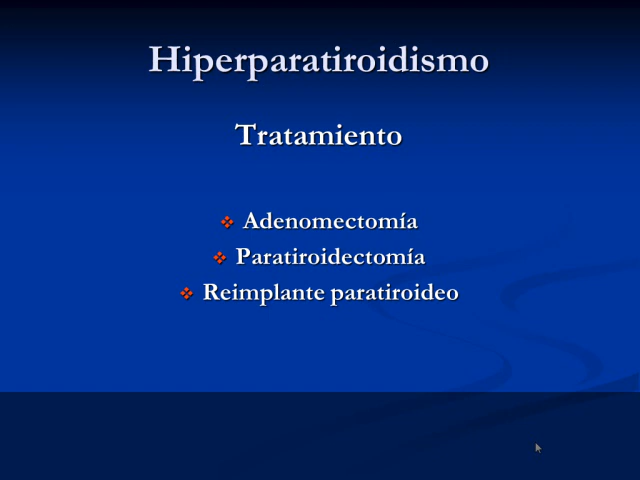 Hiperparatiroidismo
Tratamiento
❖ Adenomectomía
❖ Paratiroidectomía
❖ Reimplante paratiroideo